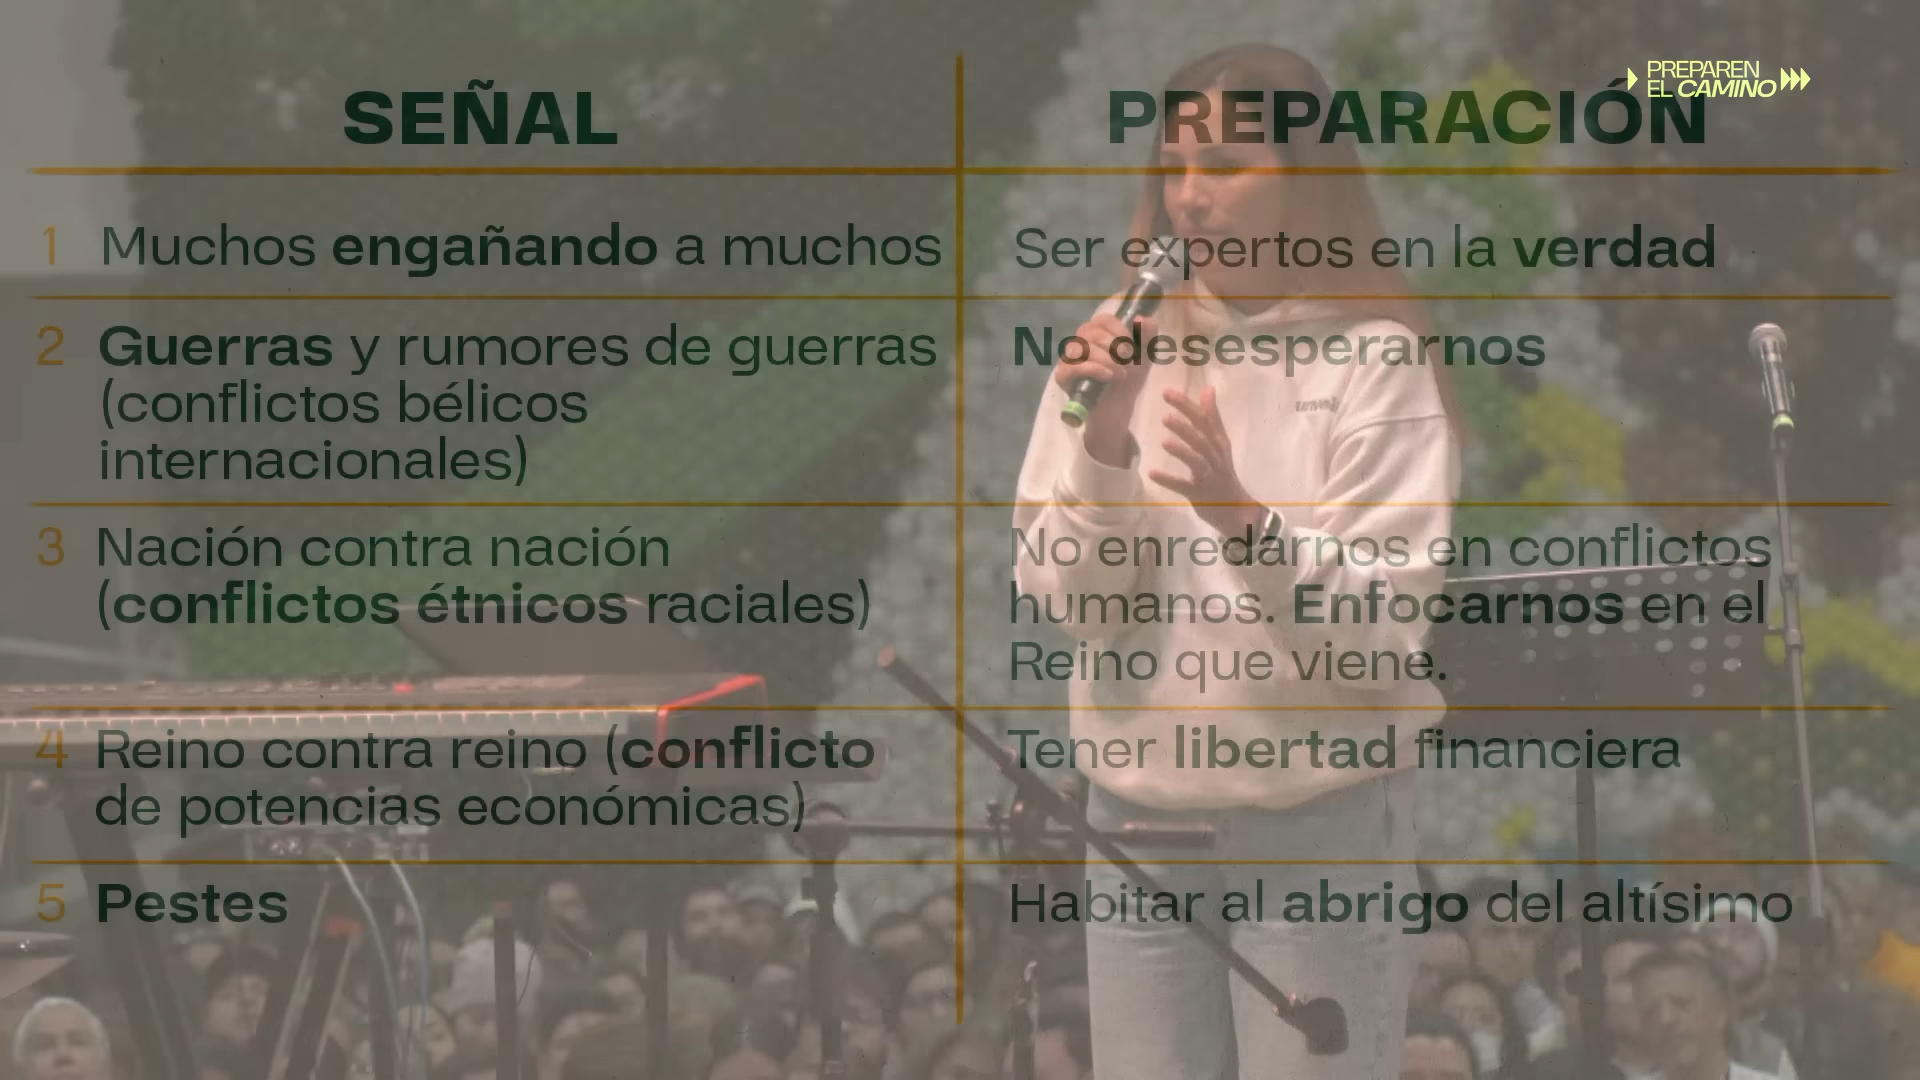 PREPAREN
EL CAMINO
SEÑAL
PREPARACIÓN
1 Muchos engañando a muchos
Ser expertos en la verdad
2 Guerras y rumores de guerras
(conflictos bélicos
internacionales)
No desesperarnos
3 Nación contra nación
(conflictos étnicos raciales)
No enredarnos en conflictos
humanos. Enfocarnos en el
Reino que viene.
4 Reino contra reino (conflicto
de potencias económicas)
Tener libertad financiera
5 Pestes
Habitar al abrigo del altísimo